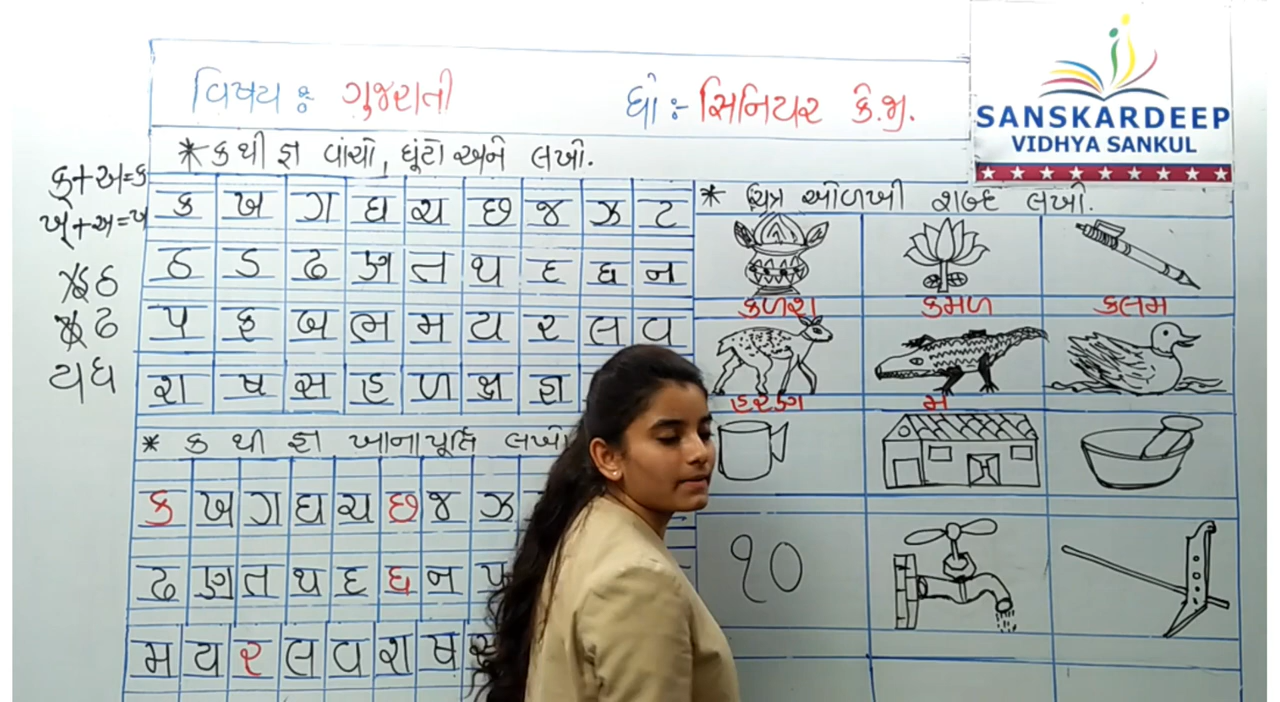 વિષય : ગુજરાતી
ધો :- સિનિયર કે.જી.
SANSKARDEEP
VIDHYA SANKUL
* ક થી જ્ઞ વાંચો, ઘૂંટો અને લખો.
ક્+અ=ક
ખ્+અ=ખ
ઠ
ઢ
ય ઘ
ક ખ ગ ઘ ચ છ જ ઝ ટ
ઠ ડ ઢ ણ ત થ દ ધ ન
પ ફ બ ભ મ ય ર લ વ
શ ષ સ હ ળ ક્ષ જ્ઞ
* ક થી જ્ઞ ખાનાપૂર્તિ લખો
ક ખ ગ ઘ ચ છ જ ઝ
ઢ ણ ત થ દ ધ ન પ
મ ય ર લ વ શ ષ સ
* ચિત્ર ઓળખી શબ્દ લખો.
કળશ કમળ કલમ
હરણ મ
૧૦